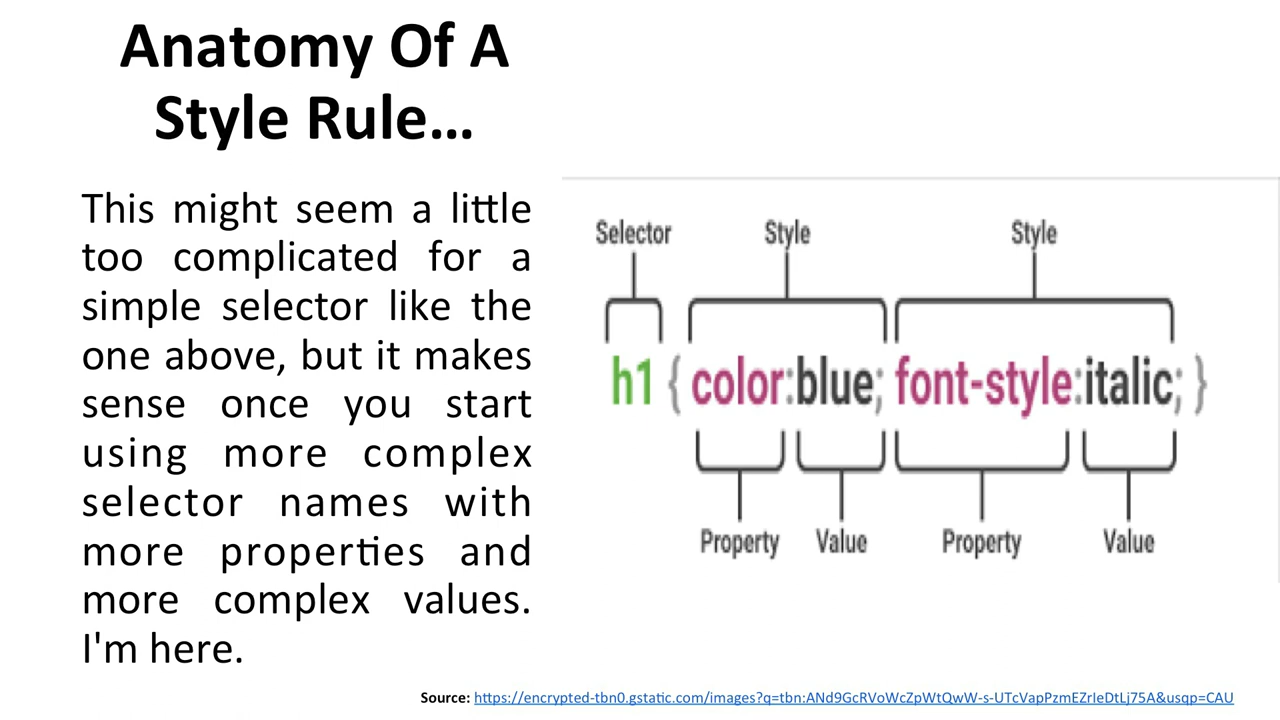 Anatomy Of A
Style Rule...
This might seem a little
too complicated for a
simple selector like the
one above, but it makes
sense once you start
using more complex
selector names with
more properties and
more complex values.
I'm here.
Selector Style Style
h1 { color:blue; font-style:italic; }
Property Value Property Value
Source: https://encrypted-tbn0.gstatic.com/images?q=tbn:ANd9GcRVoWcZpWtQwW-s-UTcVapPzmEZrIeDtLj75A&usqp=CAU